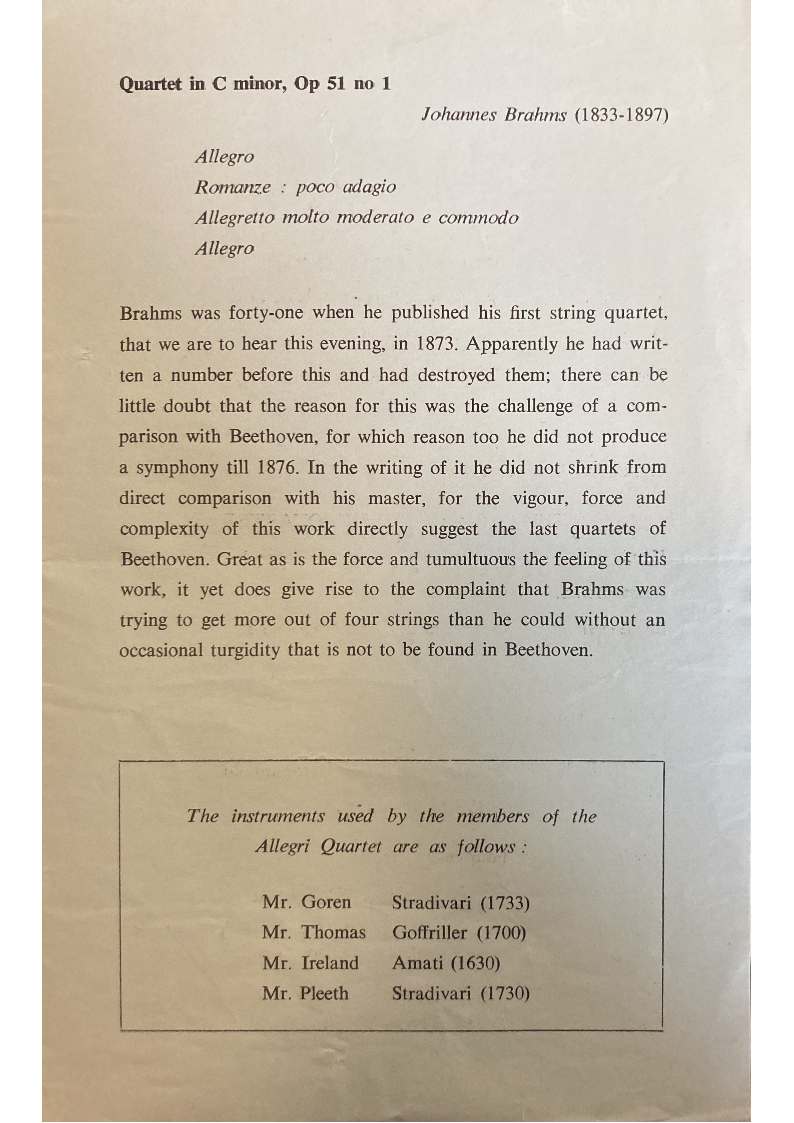 Quartet in C minor, Op 51 no 1
Johannes Brahms (1833-1897)
Allegro
Romanze : poco adagio
Allegretto molto moderato e commodo
Allegro
Brahms was forty-one when he published his first string quartet,
that we are to hear this evening, in 1873. Apparently he had writ-
ten a number before this and had destroyed them; there can be
little doubt that the reason for this was the challenge of a com-
parison with Beethoven, for which reason too he did not produce
a symphony till 1876. In the writing of it he did not shrink from
direct comparison with his master, for the vigour, force and
complexity of this work directly suggest the last quartets of
Beethoven. Great as is the force and tumultuous the feeling of this
work, it yet does give rise to the complaint that Brahms was
trying to get more out of four strings than he could without an
occasional turgidity that is not to be found in Beethoven.
The instruments used by the members of the
Allegri Quartet are as follows :
Mr. Goren Stradivari (1733)
Mr. Thomas Goffriller (1700)
Mr. Ireland Amati (1630)
Mr. Pleeth Stradivari (1730)